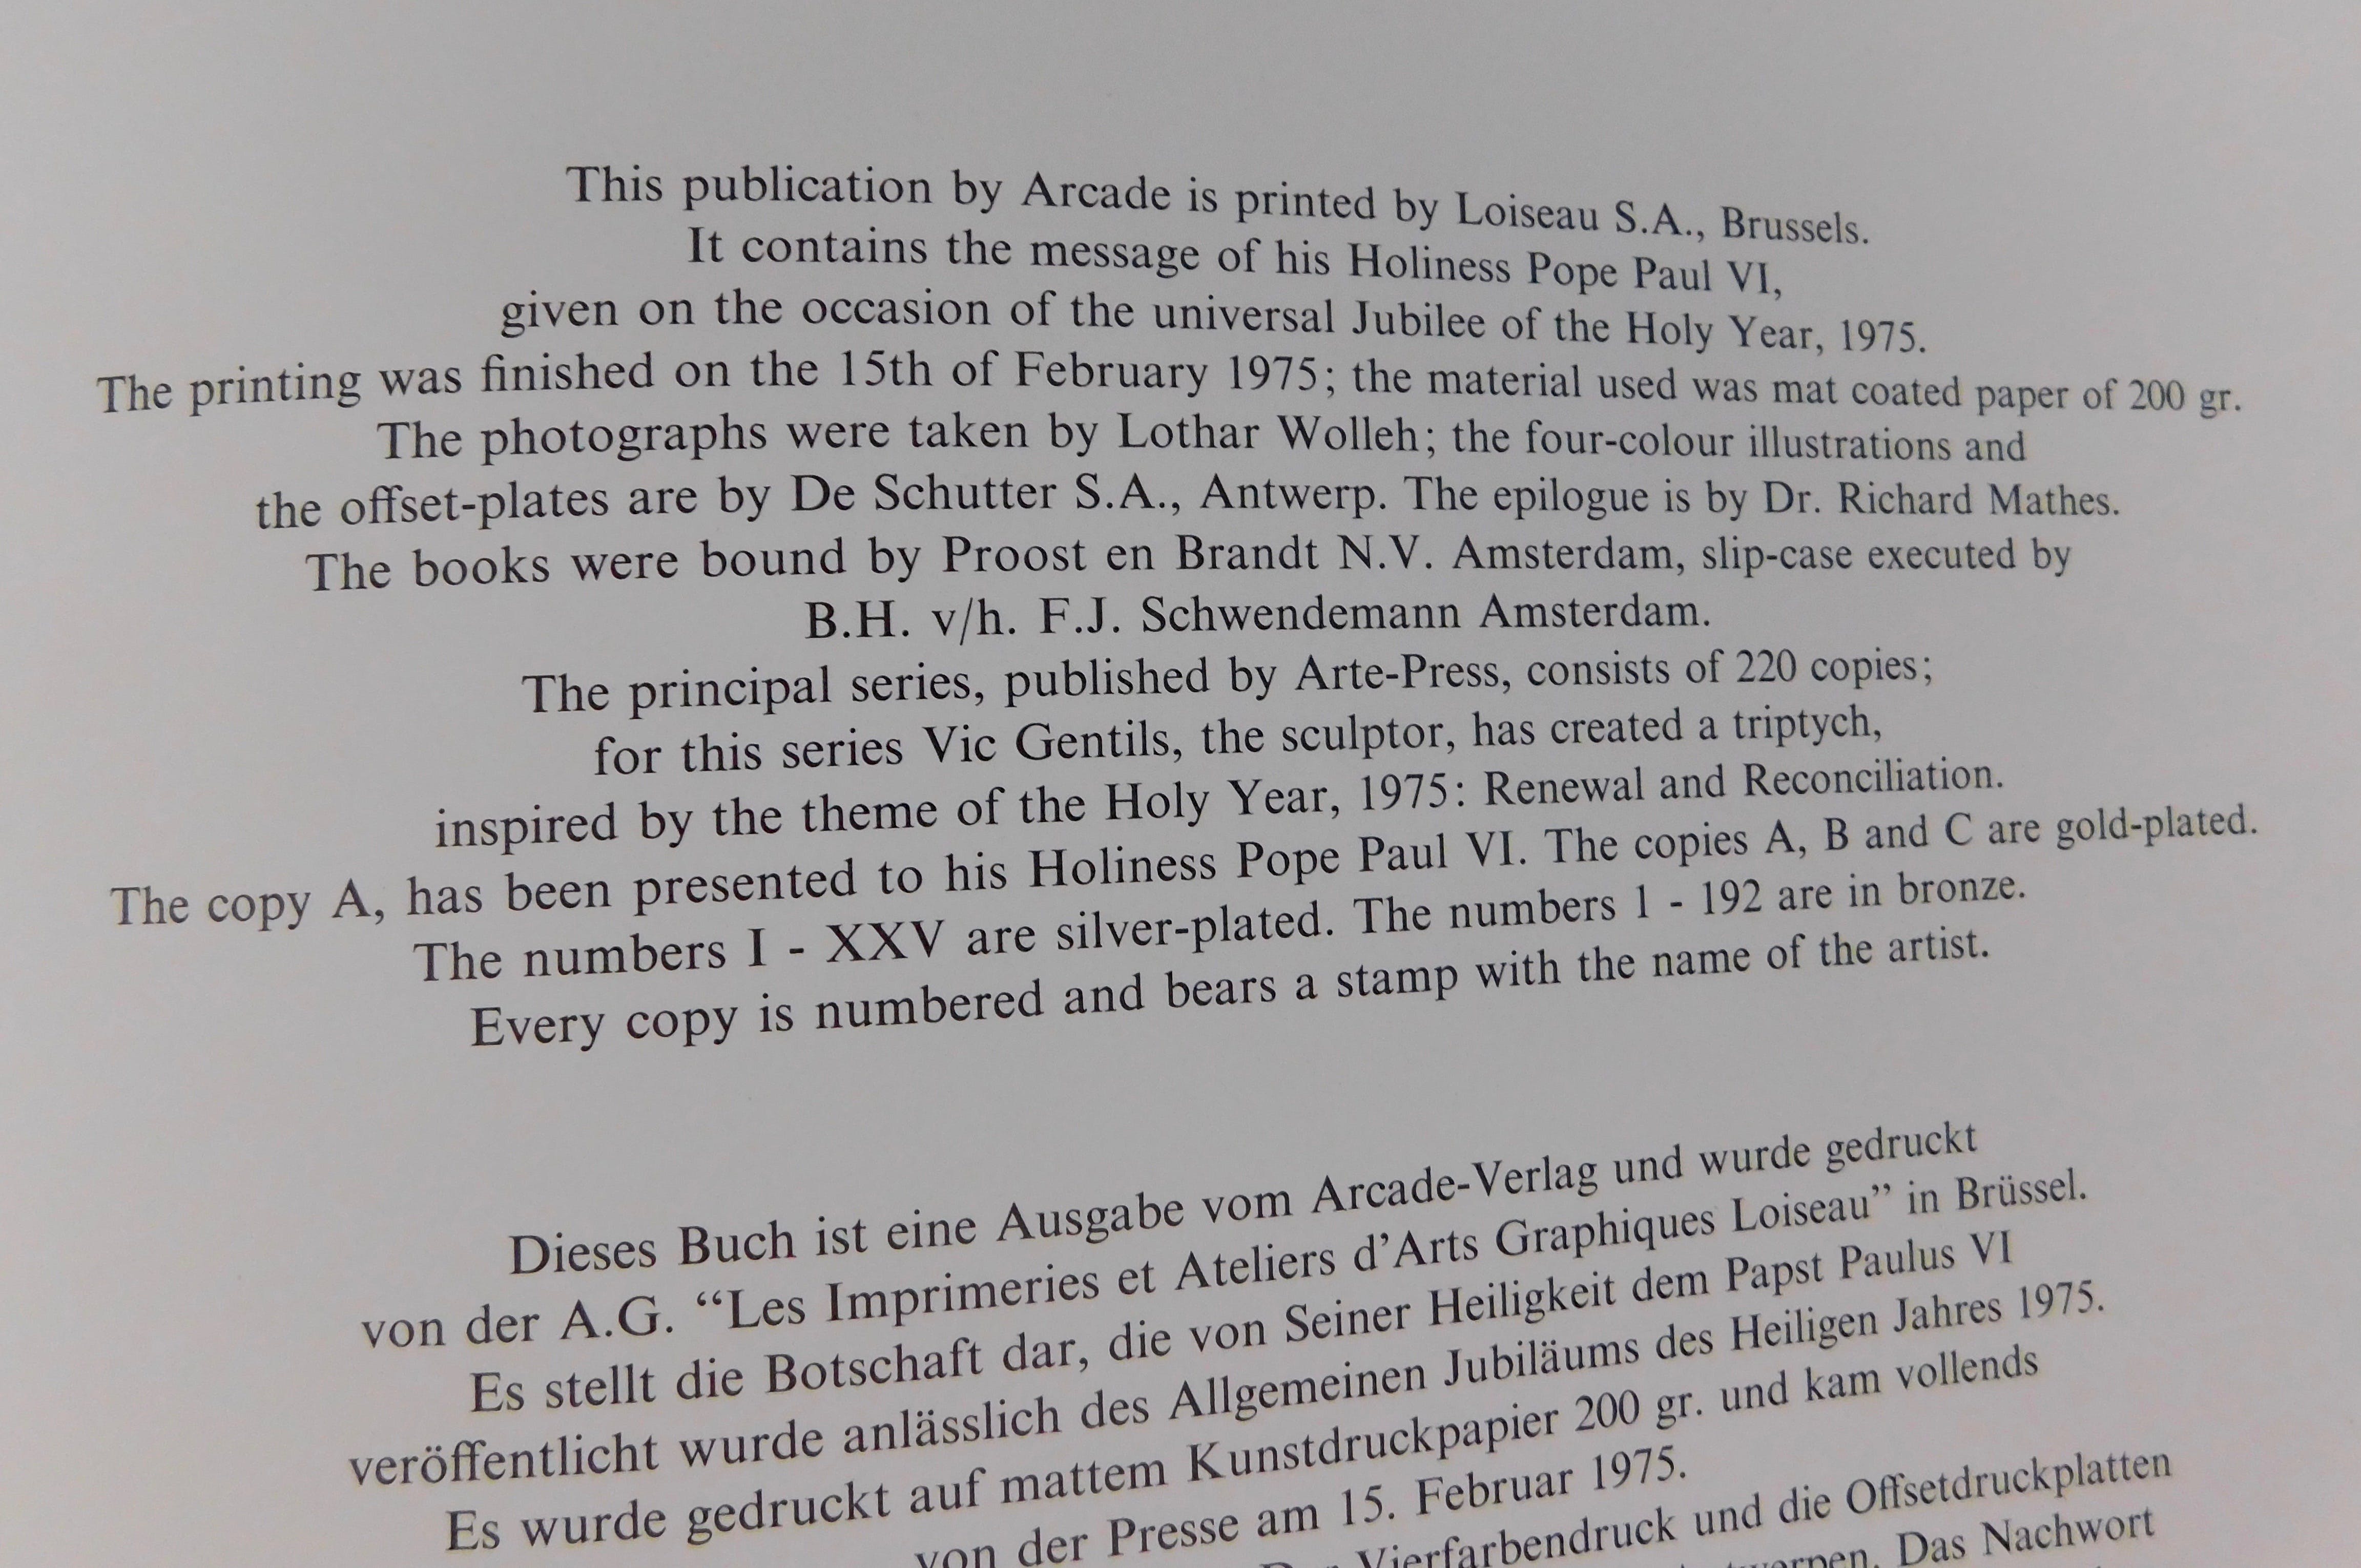 This publication by Arcade is printed by Loiseau S.A., Brussels.
It contains the message of his Holiness Pope Paul VI,
given on the occasion of the universal Jubilee of the Holy Year, 1975.
The printing was finished on the 15th of February 1975; the material used was mat coated paper of 200 gr.
The photographs were taken by Lothar Wolleh; the four-colour illustrations and
the offset-plates are by De Schutter S.A., Antwerp. The epilogue is by Dr. Richard Mathes.
The books were bound by Proost en Brandt N.V. Amsterdam, slip-case executed by
B.H. v/h. F.J. Schwendemann Amsterdam.
The principal series, published by Arte-Press, consists of 220 copies;
for this series Vic Gentils, the sculptor, has created a triptych,
inspired by the theme of the Holy Year, 1975: Renewal and Reconciliation.
The copy A, has been presented to his Holiness Pope Paul VI. The copies A, B and C are gold-plated.
The numbers I - XXV are silver-plated. The numbers 1 - 192 are in bronze.
Every copy is numbered and bears a stamp with the name of the artist.
Dieses Buch ist eine Ausgabe vom Arcade-Verlag und wurde gedruckt
von der A.G. “Les Imprimeries et Ateliers d’Arts Graphiques Loiseau” in Brüssel.
Es stellt die Botschaft dar, die von Seiner Heiligkeit dem Papst Paulus VI
veröffentlicht wurde anlässlich des Allgemeinen Jubiläums des Heiligen Jahres 1975.
Es wurde gedruckt auf mattem Kunstdruckpapier 200 gr. und kam vollends
von der Presse am 15. Februar 1975.
Vierfarbendruck und die Offsetdruckplatten
Das Nachwort